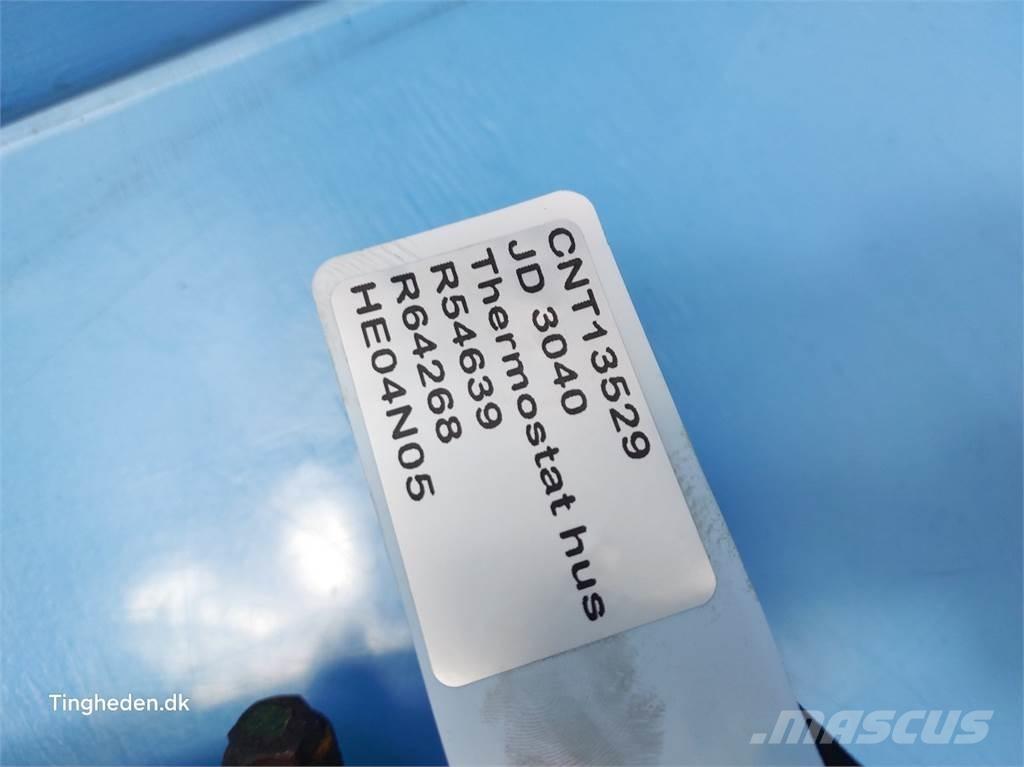 CNT13529
JD 3040
Thermostat hus
R54639
R64268
HE04N05
Tingheden.dk
MASCUS